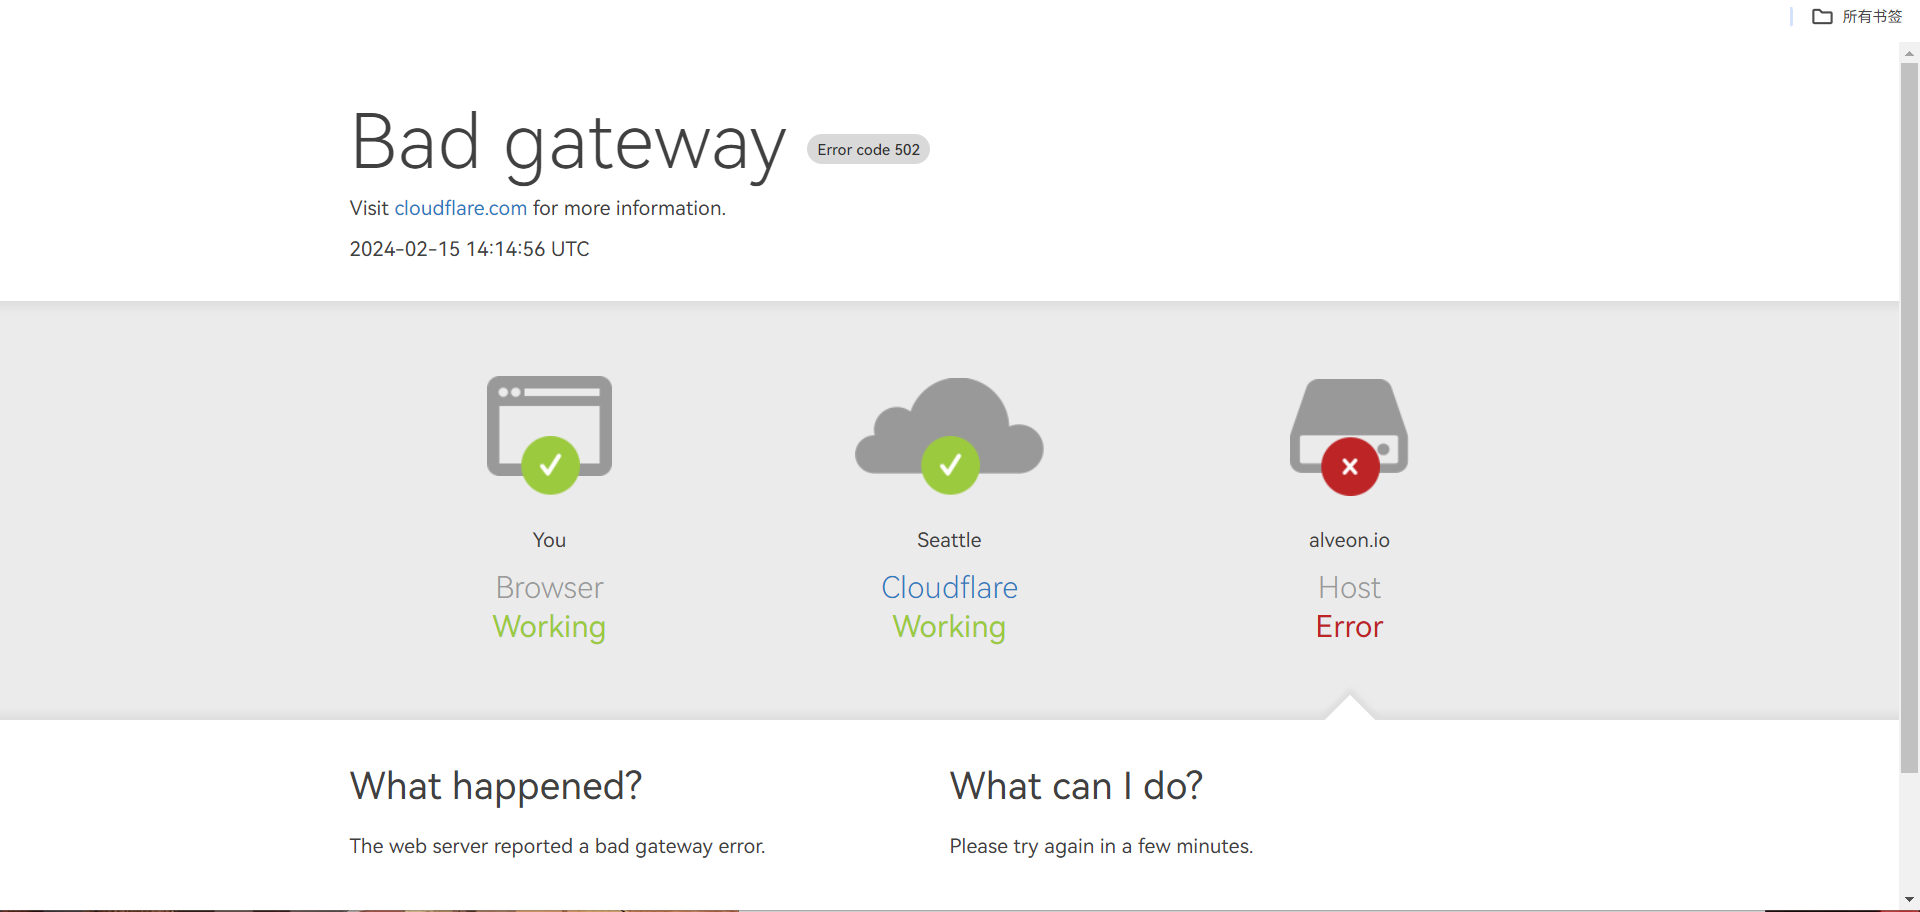 所有书签
Bad gateway Error code 502
Visit cloudflare.com for more information.
2024-02-15 14:14:56 UTC
You
Browser
Working
Seattle
Cloudflare
Working
alveon.io
Host
Error
What happened?
The web server reported a bad gateway error.
What can I do?
Please try again in a few minutes.